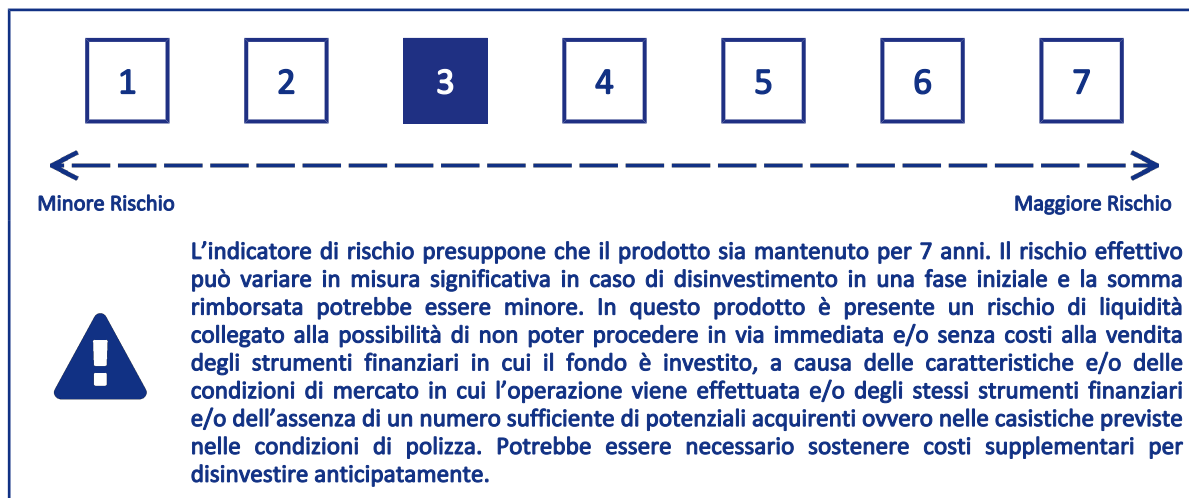 1 2 3 4 5 6 7
Minore Rischio Maggiore Rischio
L’indicatore di rischio presuppone che il prodotto sia mantenuto per 7 anni. Il rischio effettivo
può variare in misura significativa in caso di disinvestimento in una fase iniziale e la somma
rimborsata potrebbe essere minore. In questo prodotto è presente un rischio di liquidità
collegato alla possibilità di non poter procedere in via immediata e/o senza costi alla vendita
degli strumenti finanziari in cui il fondo è investito, a causa delle caratteristiche e/o delle
condizioni di mercato in cui l’operazione viene effettuata e/o degli stessi strumenti finanziari
e/o dell’assenza di un numero sufficiente di potenziali acquirenti ovvero nelle casistiche previste
nelle condizioni di polizza. Potrebbe essere necessario sostenere costi supplementari per
disinvestire anticipatamente.